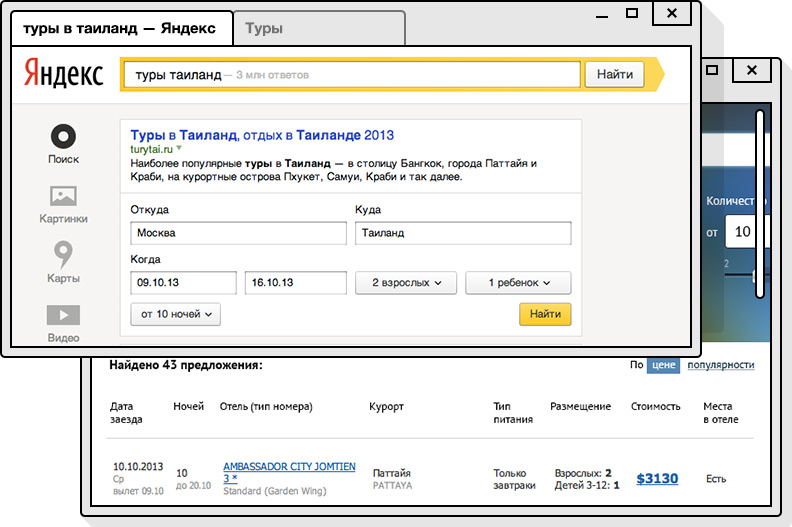 туры в таиланд — Яндекс
Туры
Яндекс
туры таиланд — 3 млн ответов
Найти
Поиск
Картинки
Карты
Видео
Туры в Таиланд, отдых в Таиланде 2013
turytai.ru
Наиболее популярные туры в Таиланд — в столицу Бангкок, города Паттайя и
Краби, на курортные острова Пхукет, Самуи, Краби и так далее.
Откуда
Куда
Москва
Таиланд
Когда
09.10.13
16.10.13
2 взрослых
1 ребенок
от 10 ночей
Найти
Количество
от 10
2
Найдено 43 предложения:
По цене популярности
Дата
заезда
Ночей
Отель (тип номера)
Курорт
Тип
питания
Размещение
Стоимость
Места
в отеле
10.10.2013
Ср
вылет 09.10
10
до 20.10
AMBASSADOR CITY JOMTIEN
3 *
Standard (Garden Wing)
Паттайя
PATTAYA
Только
завтраки
Взрослых: 2
Детей 3-12: 1
$3130
Есть